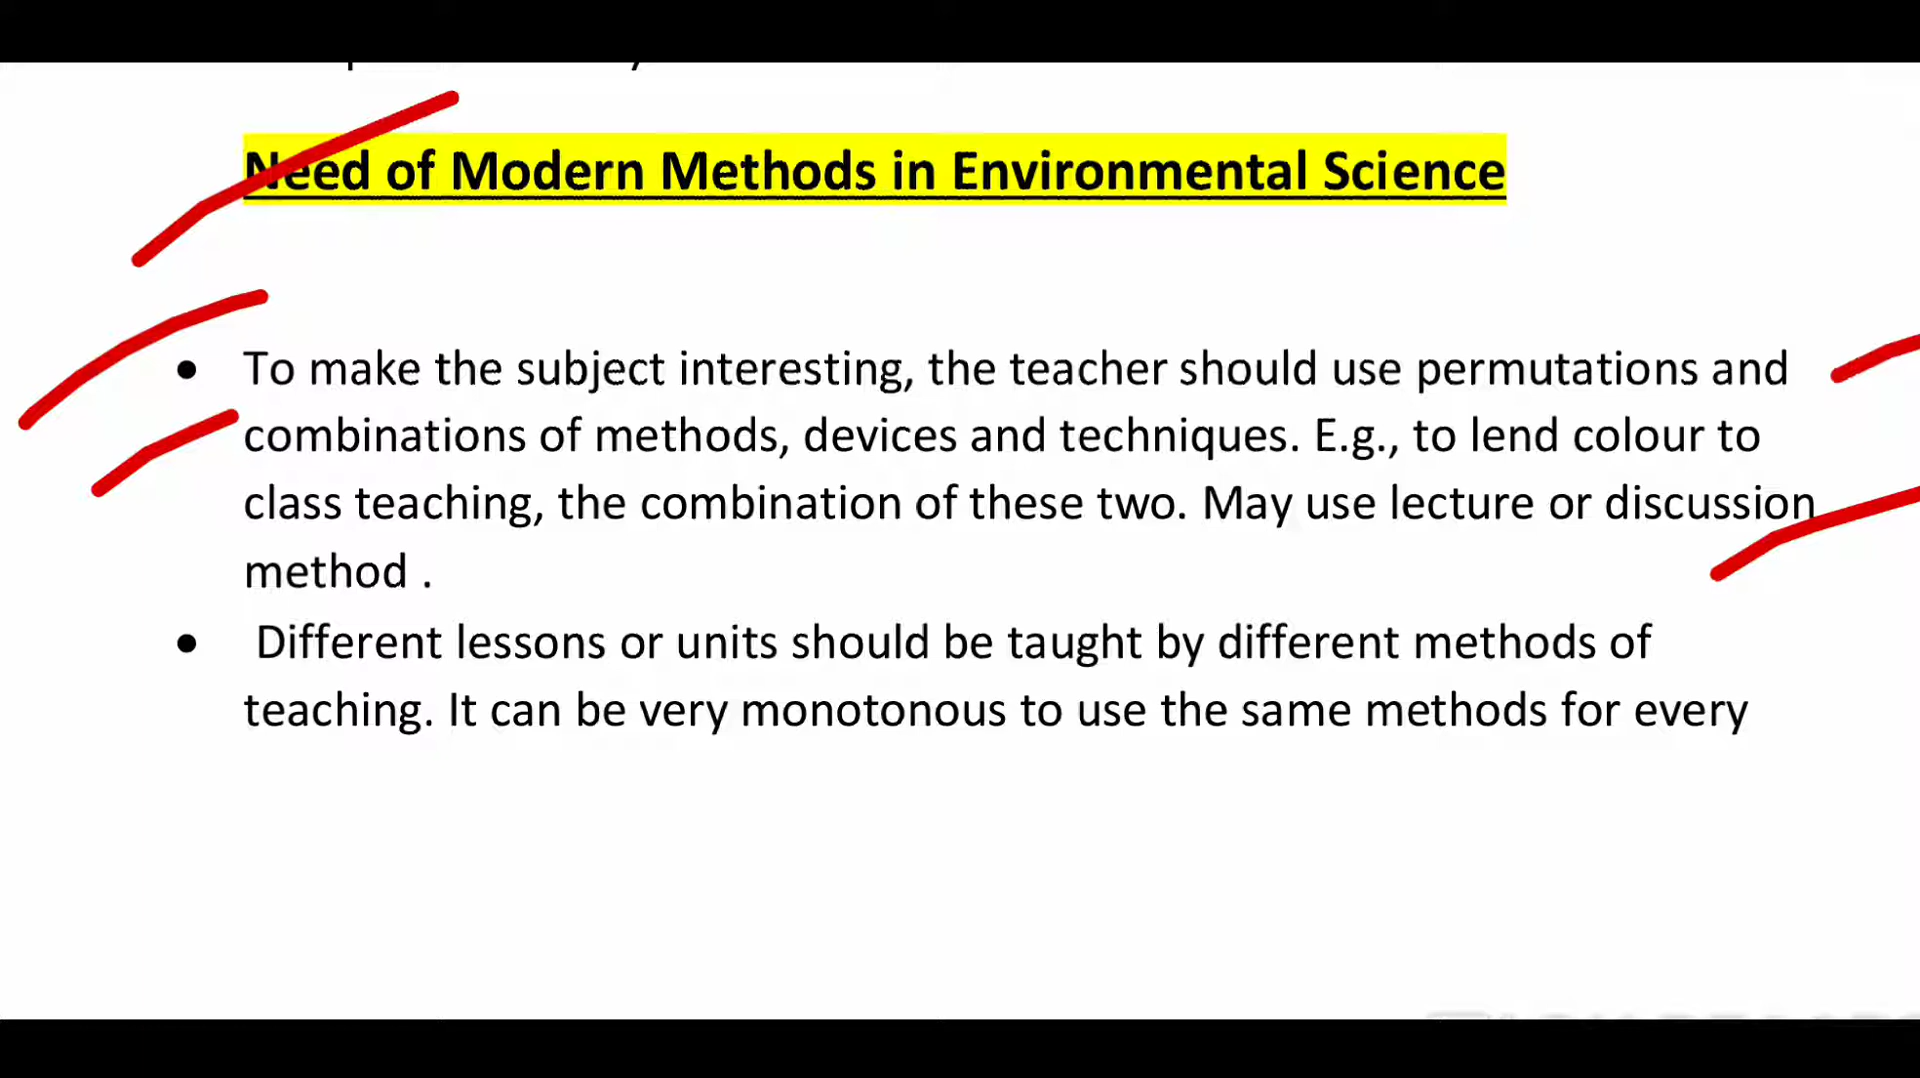 Need of Modern Methods in Environmental Science
• To make the subject interesting, the teacher should use permutations and
combinations of methods, devices and techniques. E.g., to lend colour to
class teaching, the combination of these two. May use lecture or discussion
method .
• Different lessons or units should be taught by different methods of
teaching. It can be very monotonous to use the same methods for every